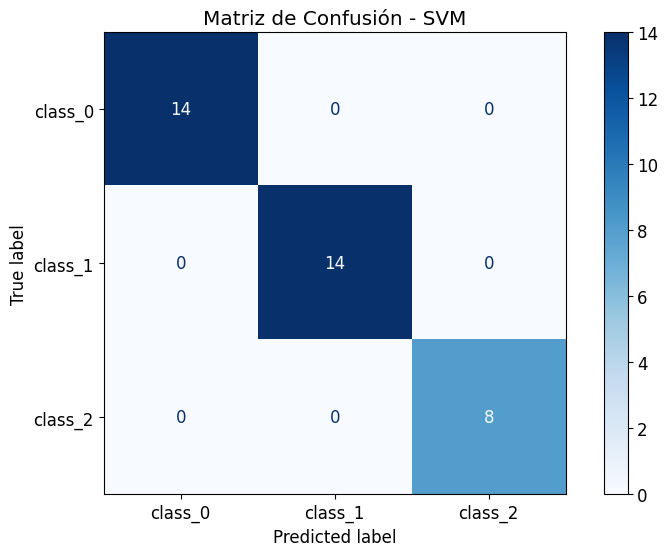 Matriz de Confusión - SVM
True label
class_0
14
0
0
class_1
0
14
0
class_2
0
0
8
class_0
class_1
class_2
Predicted label
14
12
10
8
6
4
2
0